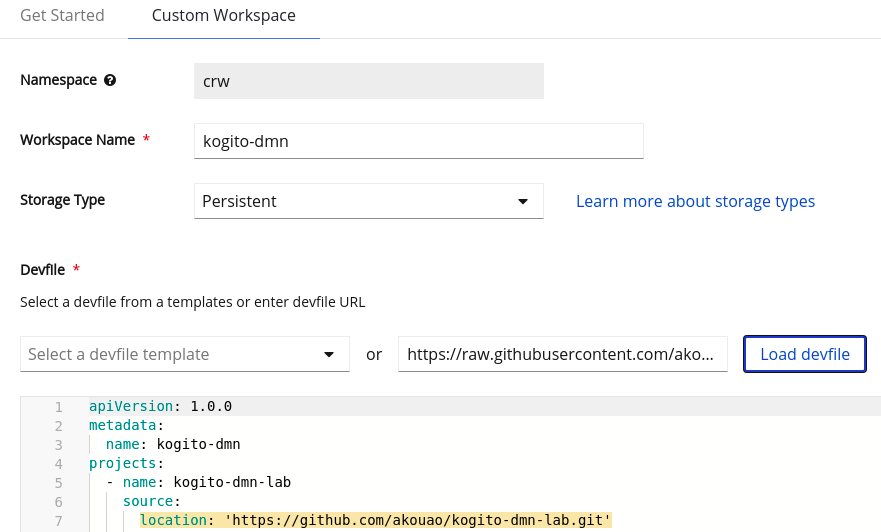 Get Started Custom Workspace
Namespace ?
crw
Workspace Name *
kogito-dmn
Storage Type
Persistent
Learn more about storage types
Devfile *
Select a devfile from a templates or enter devfile URL
Select a devfile template or https://raw.githubusercontent.com/ako... Load devfile
1 apiVersion: 1.0.0
2 metadata:
3   name: kogito-dmn
4 projects:
5   - name: kogito-dmn-lab
6     source:
7       location: 'https://github.com/akouao/kogito-dmn-lab.git'